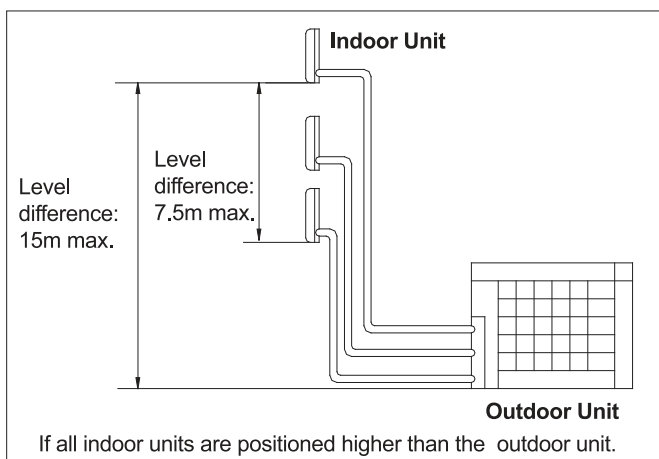 Indoor Unit
Level
difference:
15m max.
Level
difference:
7.5m max.
Outdoor Unit
If all indoor units are positioned higher than the outdoor unit.